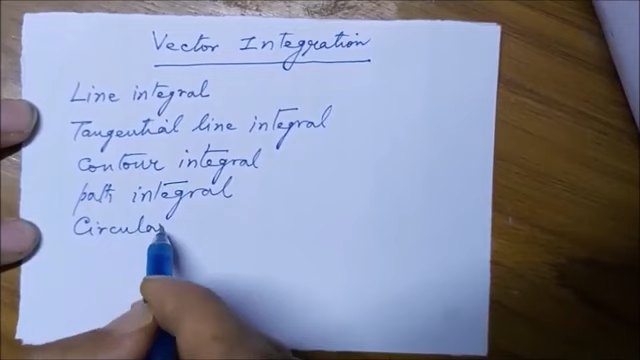 Vector Integration
Line integral
Tangential line integral
contour integral
path integral
Circula